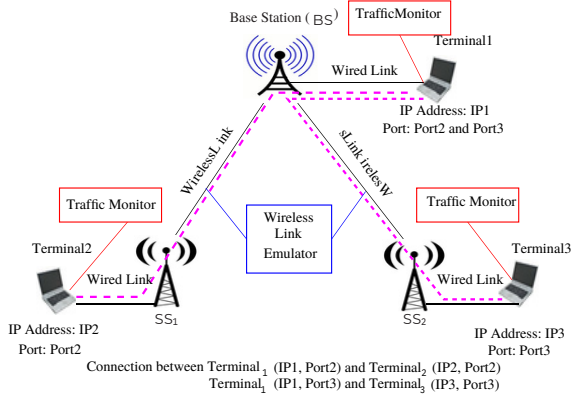 Base Station ( BS)
TrafficMonitor
Terminal1
Wired Link
IP Address: IP1
Port: Port2 and Port3
WirelessL ink
sLink irelesW
Traffic Monitor
Wireless
Link
Emulator
Traffic Monitor
Terminal2
Terminal3
Wired Link
Wired Link
SS1
SS2
IP Address: IP2
Port: Port2
IP Address: IP3
Port: Port3
Connection between Terminal1 (IP1, Port2) and Terminal2 (IP2, Port2)
Terminal1 (IP1, Port3) and Terminal3 (IP3, Port3)